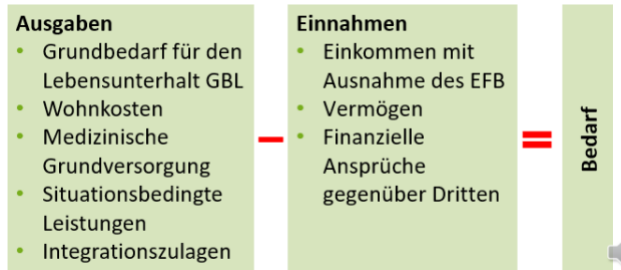 Ausgaben
• Grundbedarf für den
Lebensunterhalt GBL
• Wohnkosten
• Medizinische
Grundversorgung
• Situationsbedingte
Leistungen
• Integrationszulagen
–
Einnahmen
• Einkommen mit
Ausnahme des EFB
• Vermögen
• Finanzielle
Ansprüche
gegenüber Dritten
=
Bedarf